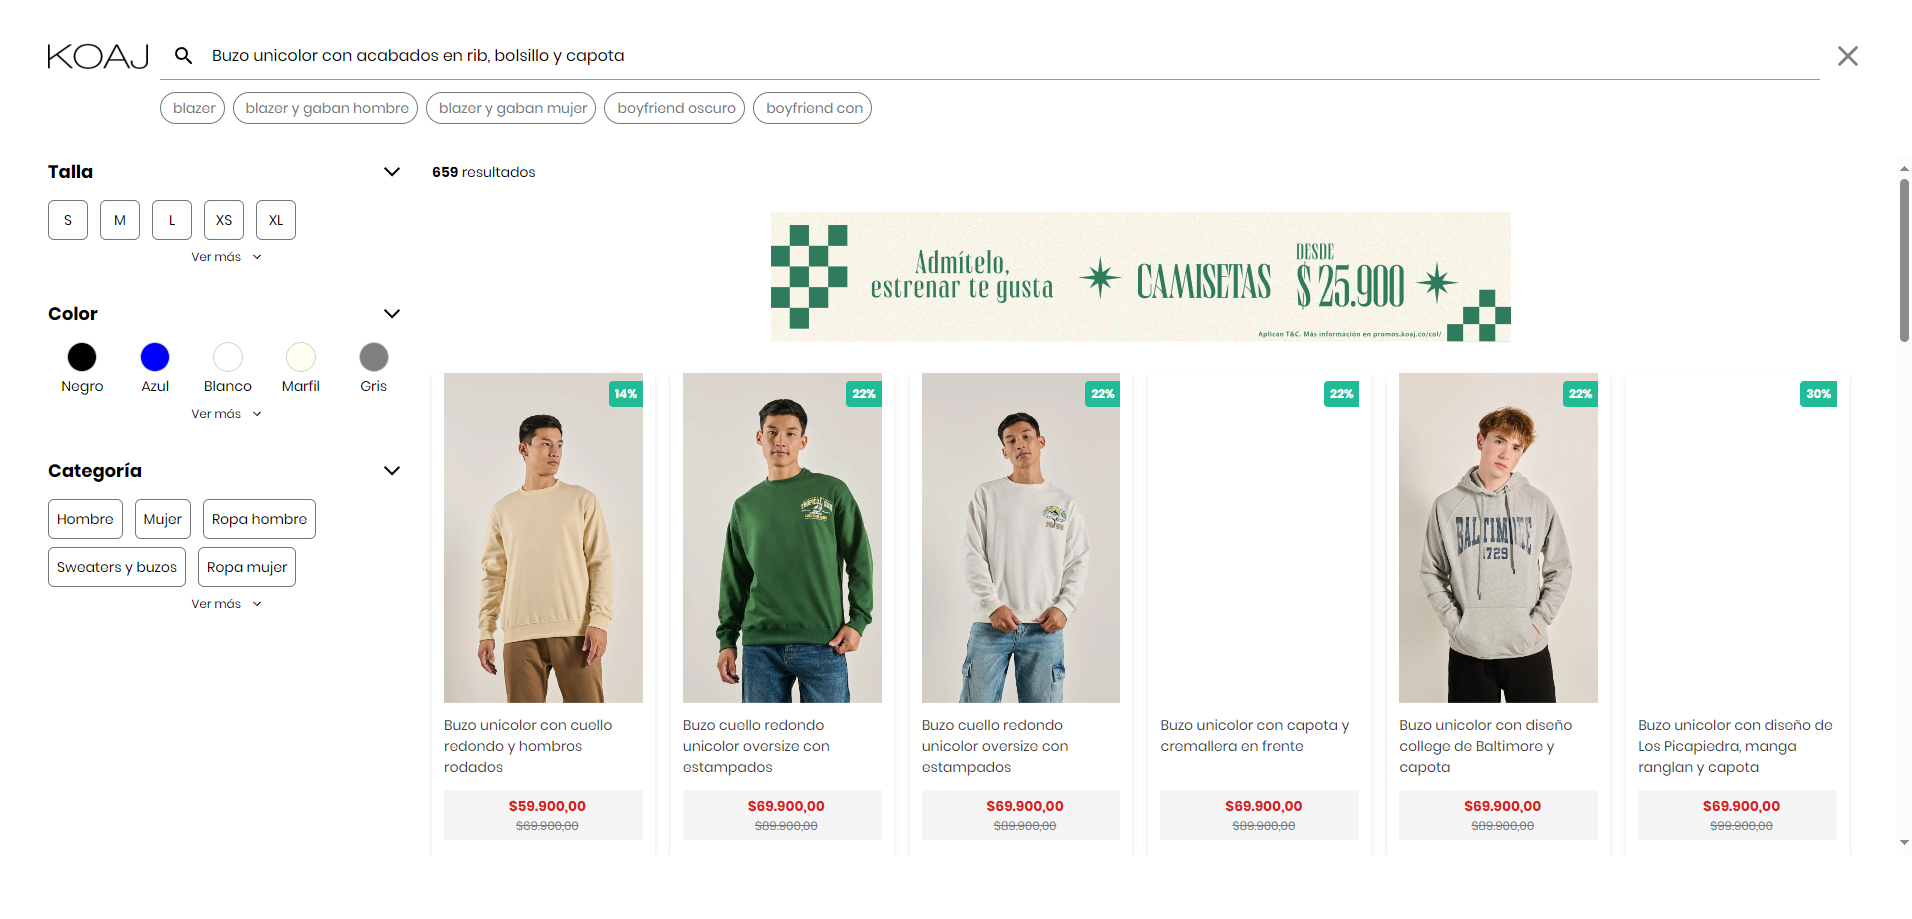 KOAJ
Buzo unicolor con acabados en rib, bolsillo y capota
blazer
blazer y gaban hombre
blazer y gaban mujer
boyfriend oscuro
boyfriend con
Talla
S
M
L
XS
XL
Ver más
Color
Negro
Azul
Blanco
Marfil
Gris
Ver más
Categoría
Hombre
Mujer
Ropa hombre
Sweaters y buzos
Ropa mujer
Ver más
659 resultados
Admítelo,
estrenar te gusta
CAMISETAS
DESDE
$ 25.900
Aplican T&C. Más información en promos.koaj.co/col/
14%
Buzo unicolor con cuello
redondo y hombros
rodados
$59.900,00
$69.900,00
22%
Buzo cuello redondo
unicolor oversize con
estampados
$69.900,00
$89.900,00
22%
Buzo cuello redondo
unicolor oversize con
estampados
$69.900,00
$89.900,00
22%
Buzo unicolor con capota y
cremallera en frente
$69.900,00
$89.900,00
22%
BALTIMORE
1729
Buzo unicolor con diseño
college de Baltimore y
capota
$69.900,00
$89.900,00
30%
Buzo unicolor con diseño de
Los Picapiedra, manga
ranglan y capota
$69.900,00
$99.900,00